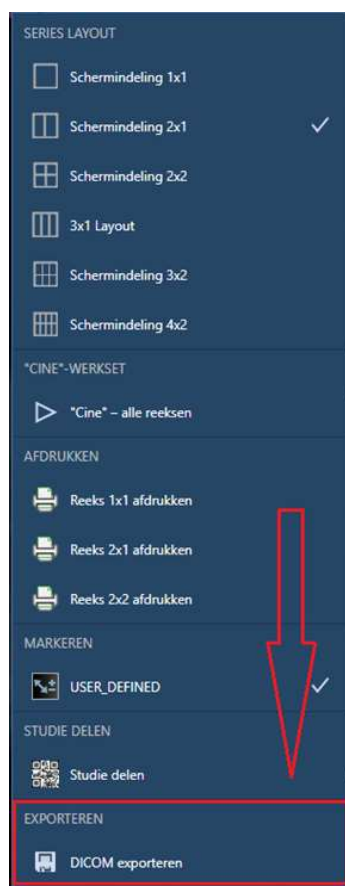 SERIES LAYOUT
Schermindeling 1x1
Schermindeling 2x1
Schermindeling 2x2
3x1 Layout
Schermindeling 3x2
Schermindeling 4x2
"CINE"-WERKSET
"Cine" – alle reeksen
AFDRUKKEN
Reeks 1x1 afdrukken
Reeks 2x1 afdrukken
Reeks 2x2 afdrukken
MARKEREN
USER_DEFINED
STUDIE DELEN
Studie delen
EXPORTEREN
DICOM exporteren